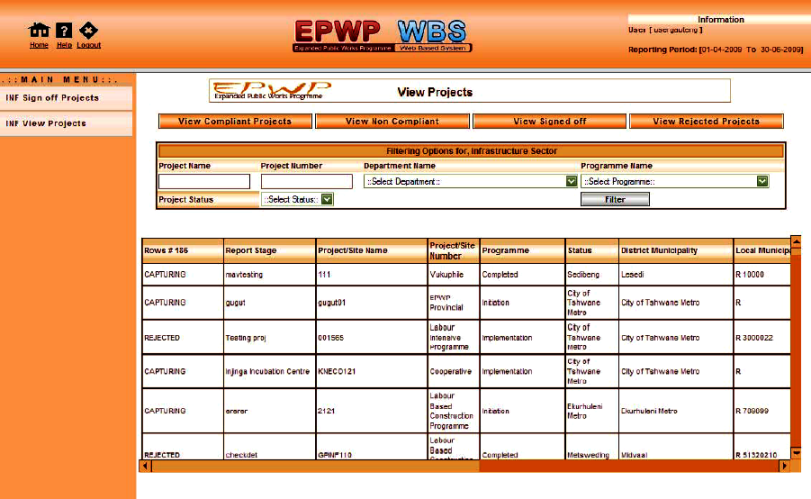 EPWP WBS
Expanded Public Works Programme Web Based System
Home Help Logout
Information
User [ usergauteng ]
Reporting Period: [01-04-2009 To 30-06-2009]
.::MAIN MENU::.
INF Sign off Projects
INF View Projects
EPWP
Expanded Public Works Programme
View Projects
View Compliant Projects View Non Compliant View Signed off View Rejected Projects
Filtering Options for, Infrastructure Sector
Project Name Project Number Department Name Programme Name
::Select Department:: ::Select Programme::
Project Status ::Select Status:: Filter
Rows # 186 Report Stage Project/Site Name Project/Site Number Programme Status District Municipality Local Municip
CAPTURING mavtesting 111 Vukuphile Completed Sedibeng Lesedi R 10000
CAPTURING gugut gugut01 EPWP Provincial Initiation City of Tshwane Metro City of Tshwane Metro R
REJECTED Testing proj 001565 Labour Intensive Programme Implementation City of Tshwane Metro City of Tshwane Metro R 3000022
CAPTURING Injinga Incubation Centre KNECO121 Cooperative Implementation City of Tshwane Metro City of Tshwane Metro R
CAPTURING ererer 2121 Labour Based Construction Programme Initiation Ekurhuleni Metro Ekurhuleni Metro R 709099
REJECTED checkdet GPINF110 Labour Based Construction Completed Metsweding Midvaal R 51320210